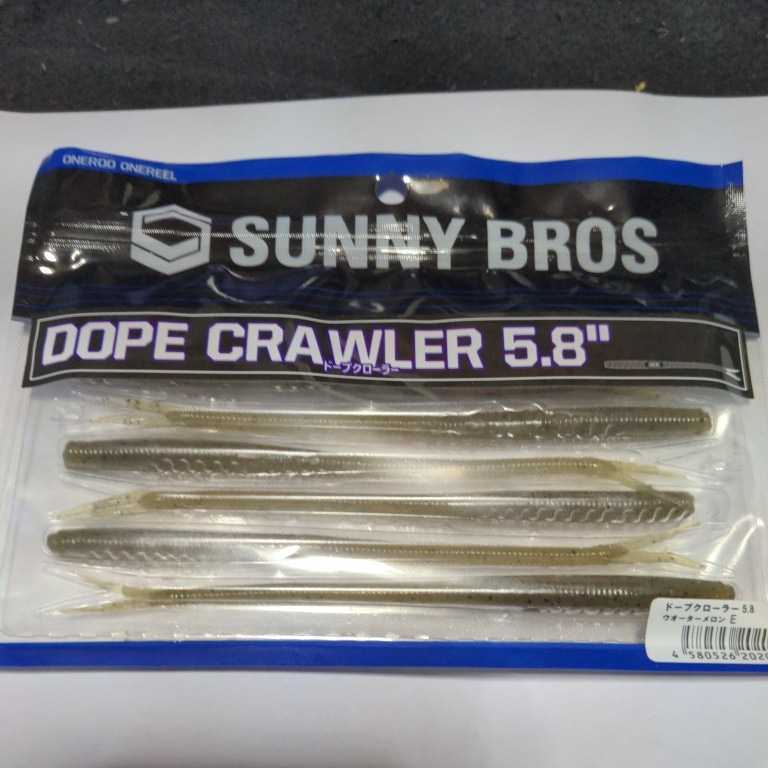 ONEROD ONEREEL
SUNNY BROS
DOPE CRAWLER 5.8"
ドープクローラー
ドープクローラー 5.8
ウオーターメロン E
4 580526 2020